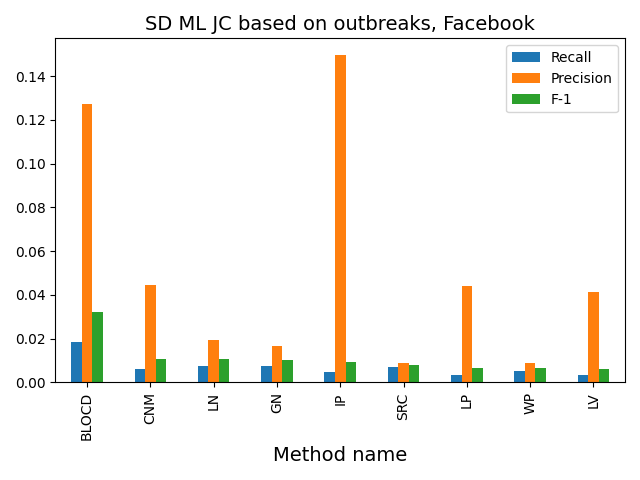 SD ML JC based on outbreaks, Facebook
Recall
Precision
F-1
0.14
0.12
0.10
0.08
0.06
0.04
0.02
0.00
BLOCD CNM LN GN IP SRC LP WP LV
Method name